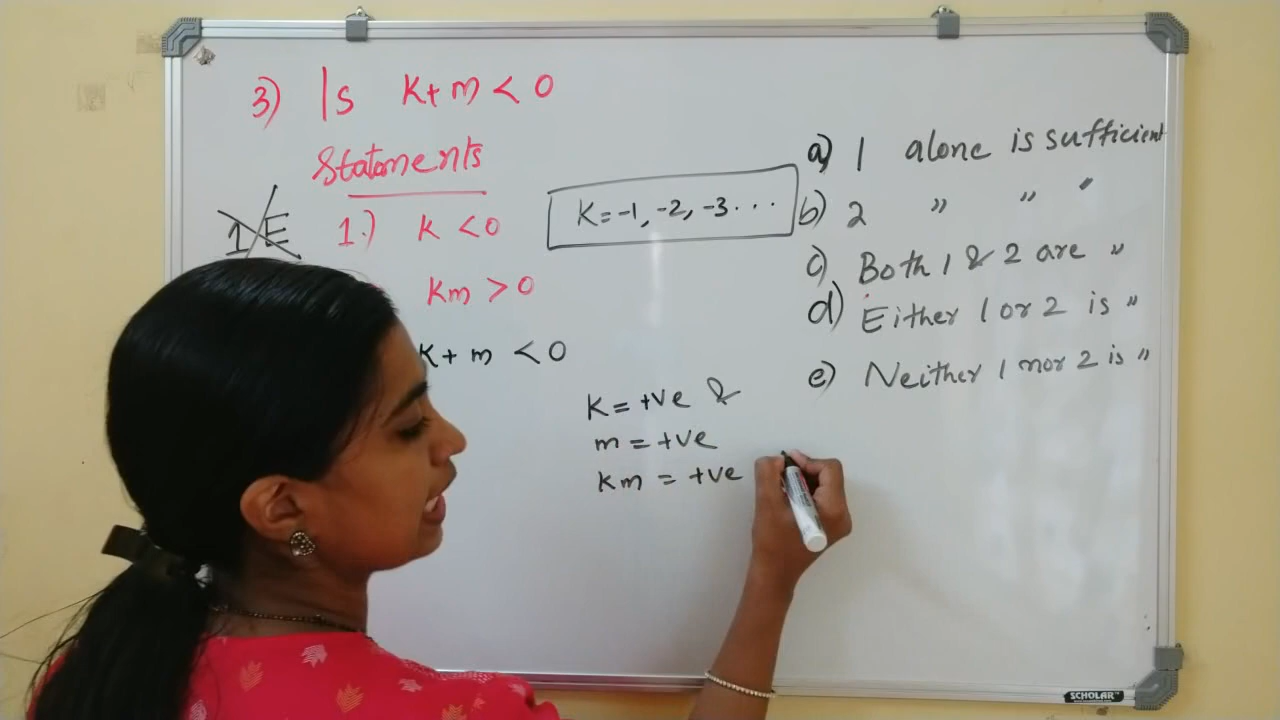 3) Is K+m < 0
Statements
1.) K < 0
Km > 0
K + m < 0
K = -1, -2, -3 . . .
K = +ve &
m = +ve
Km = +ve
a) 1 alone is sufficient
b) 2 " " "
c) Both 1 & 2 are "
d) Either 1 or 2 is "
e) Neither 1 nor 2 is "
SCHOLAR